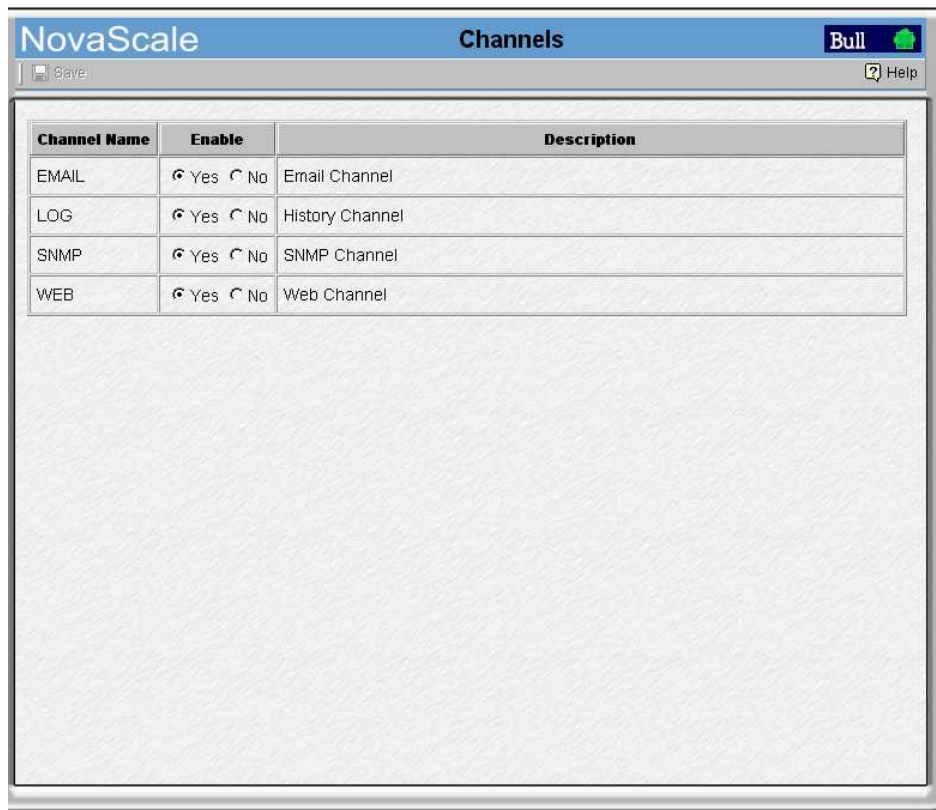 NovaScale Channels Bull
Save Help
Channel Name Enable Description
EMAIL Yes No Email Channel
LOG Yes No History Channel
SNMP Yes No SNMP Channel
WEB Yes No Web Channel